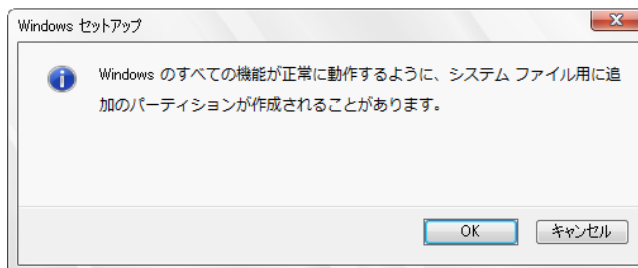 Windows セットアップ
Windows のすべての機能が正常に動作するように、システム ファイル用に追
加のパーティションが作成されることがあります。
OK
キャンセル